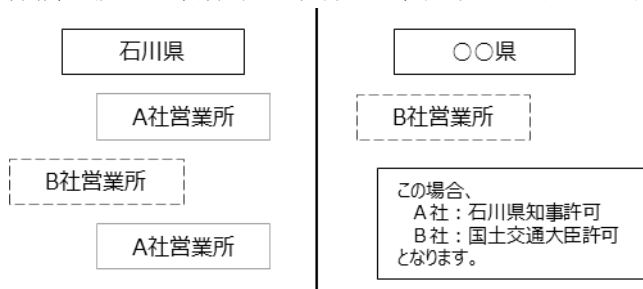 石川県
A社営業所
B社営業所
A社営業所
○○県
B社営業所
この場合、
A社：石川県知事許可
B社：国土交通大臣許可
となります。